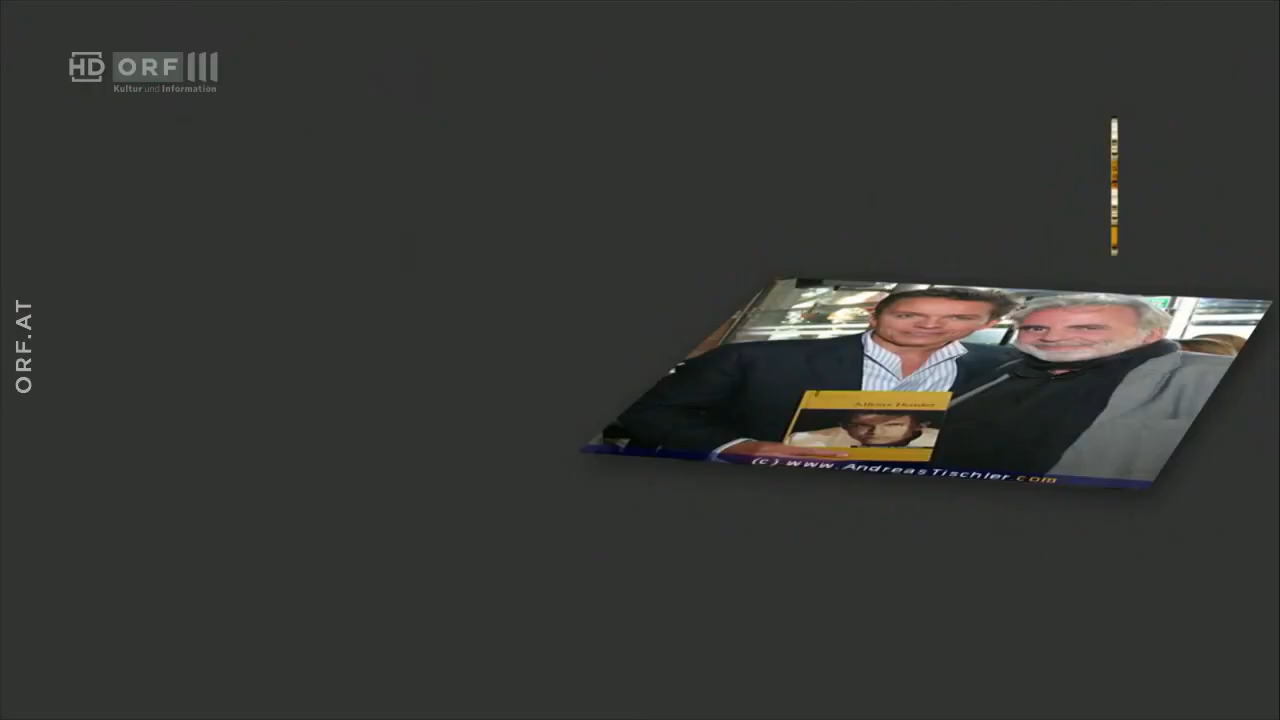 HD ORF III
Kultur und Information
ORF.AT
(c) www.AndreasTischler.com